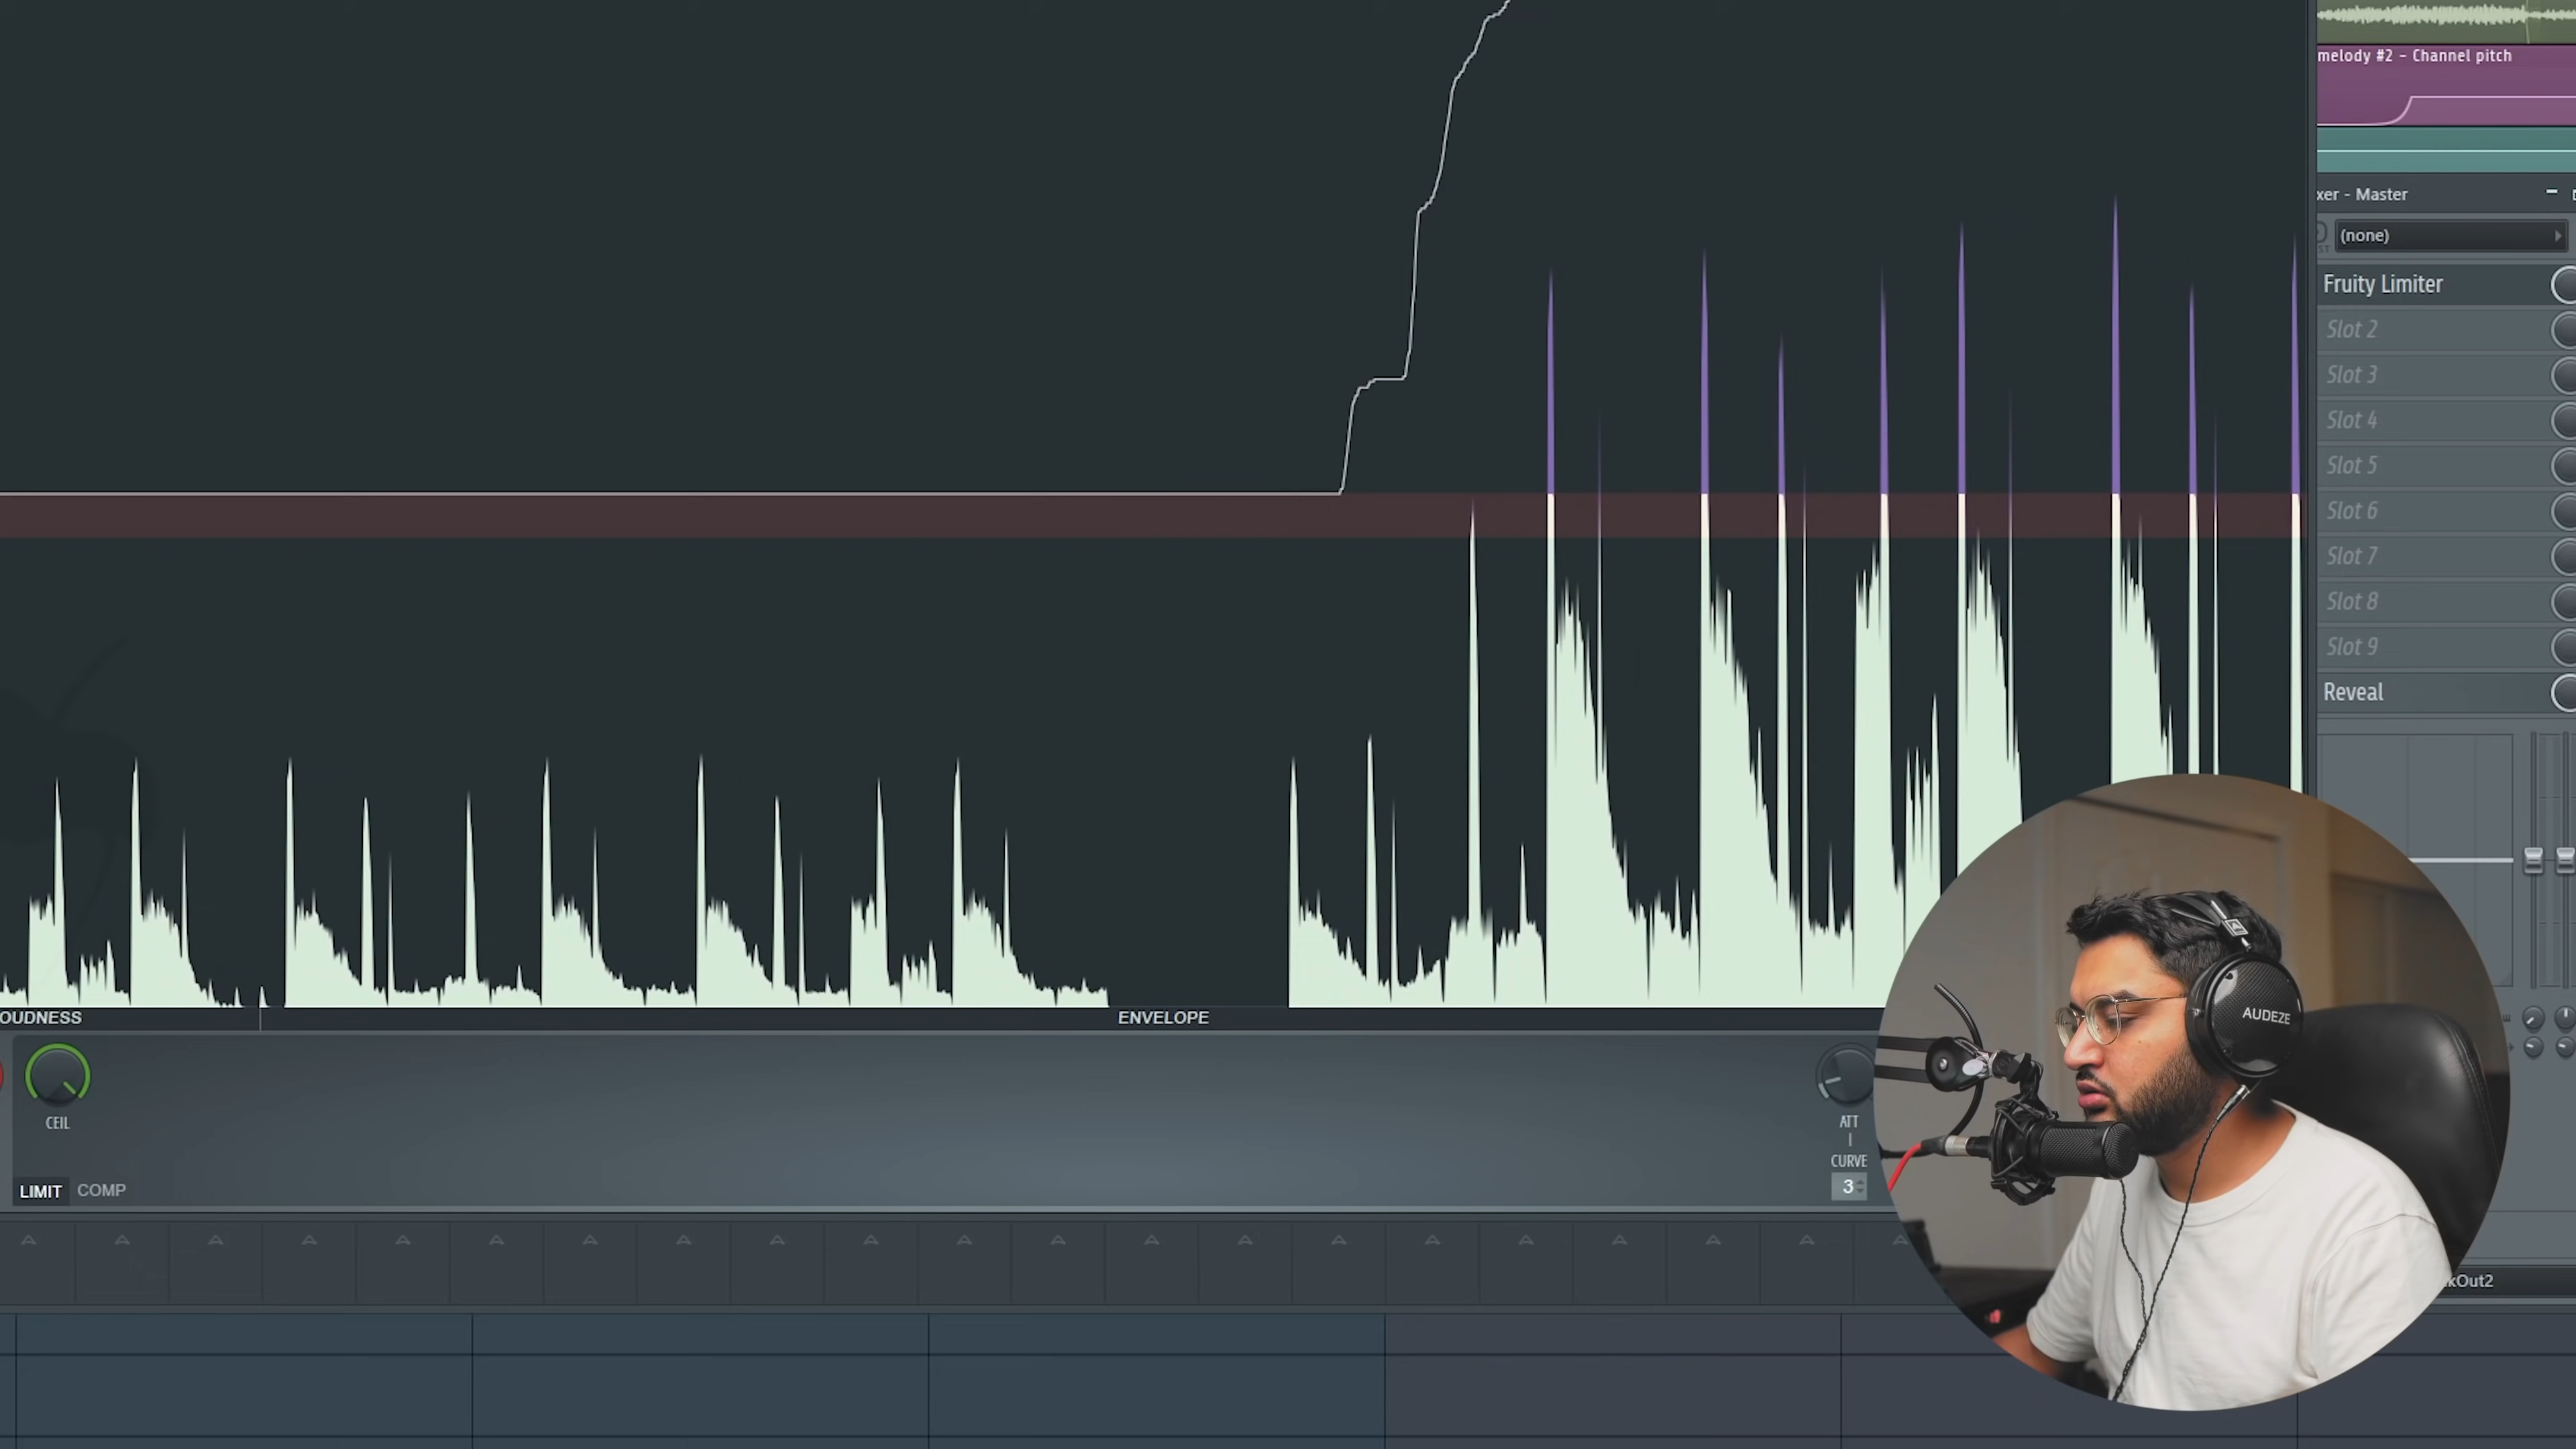 melody #2 - Channel pitch
xer - Master
(none)
Fruity Limiter
Slot 2
Slot 3
Slot 4
Slot 5
Slot 6
Slot 7
Slot 8
Slot 9
Reveal
OUDNESS
ENVELOPE
CEIL
LIMIT COMP
ATT
CURVE
3
AUDEZE
kOut2